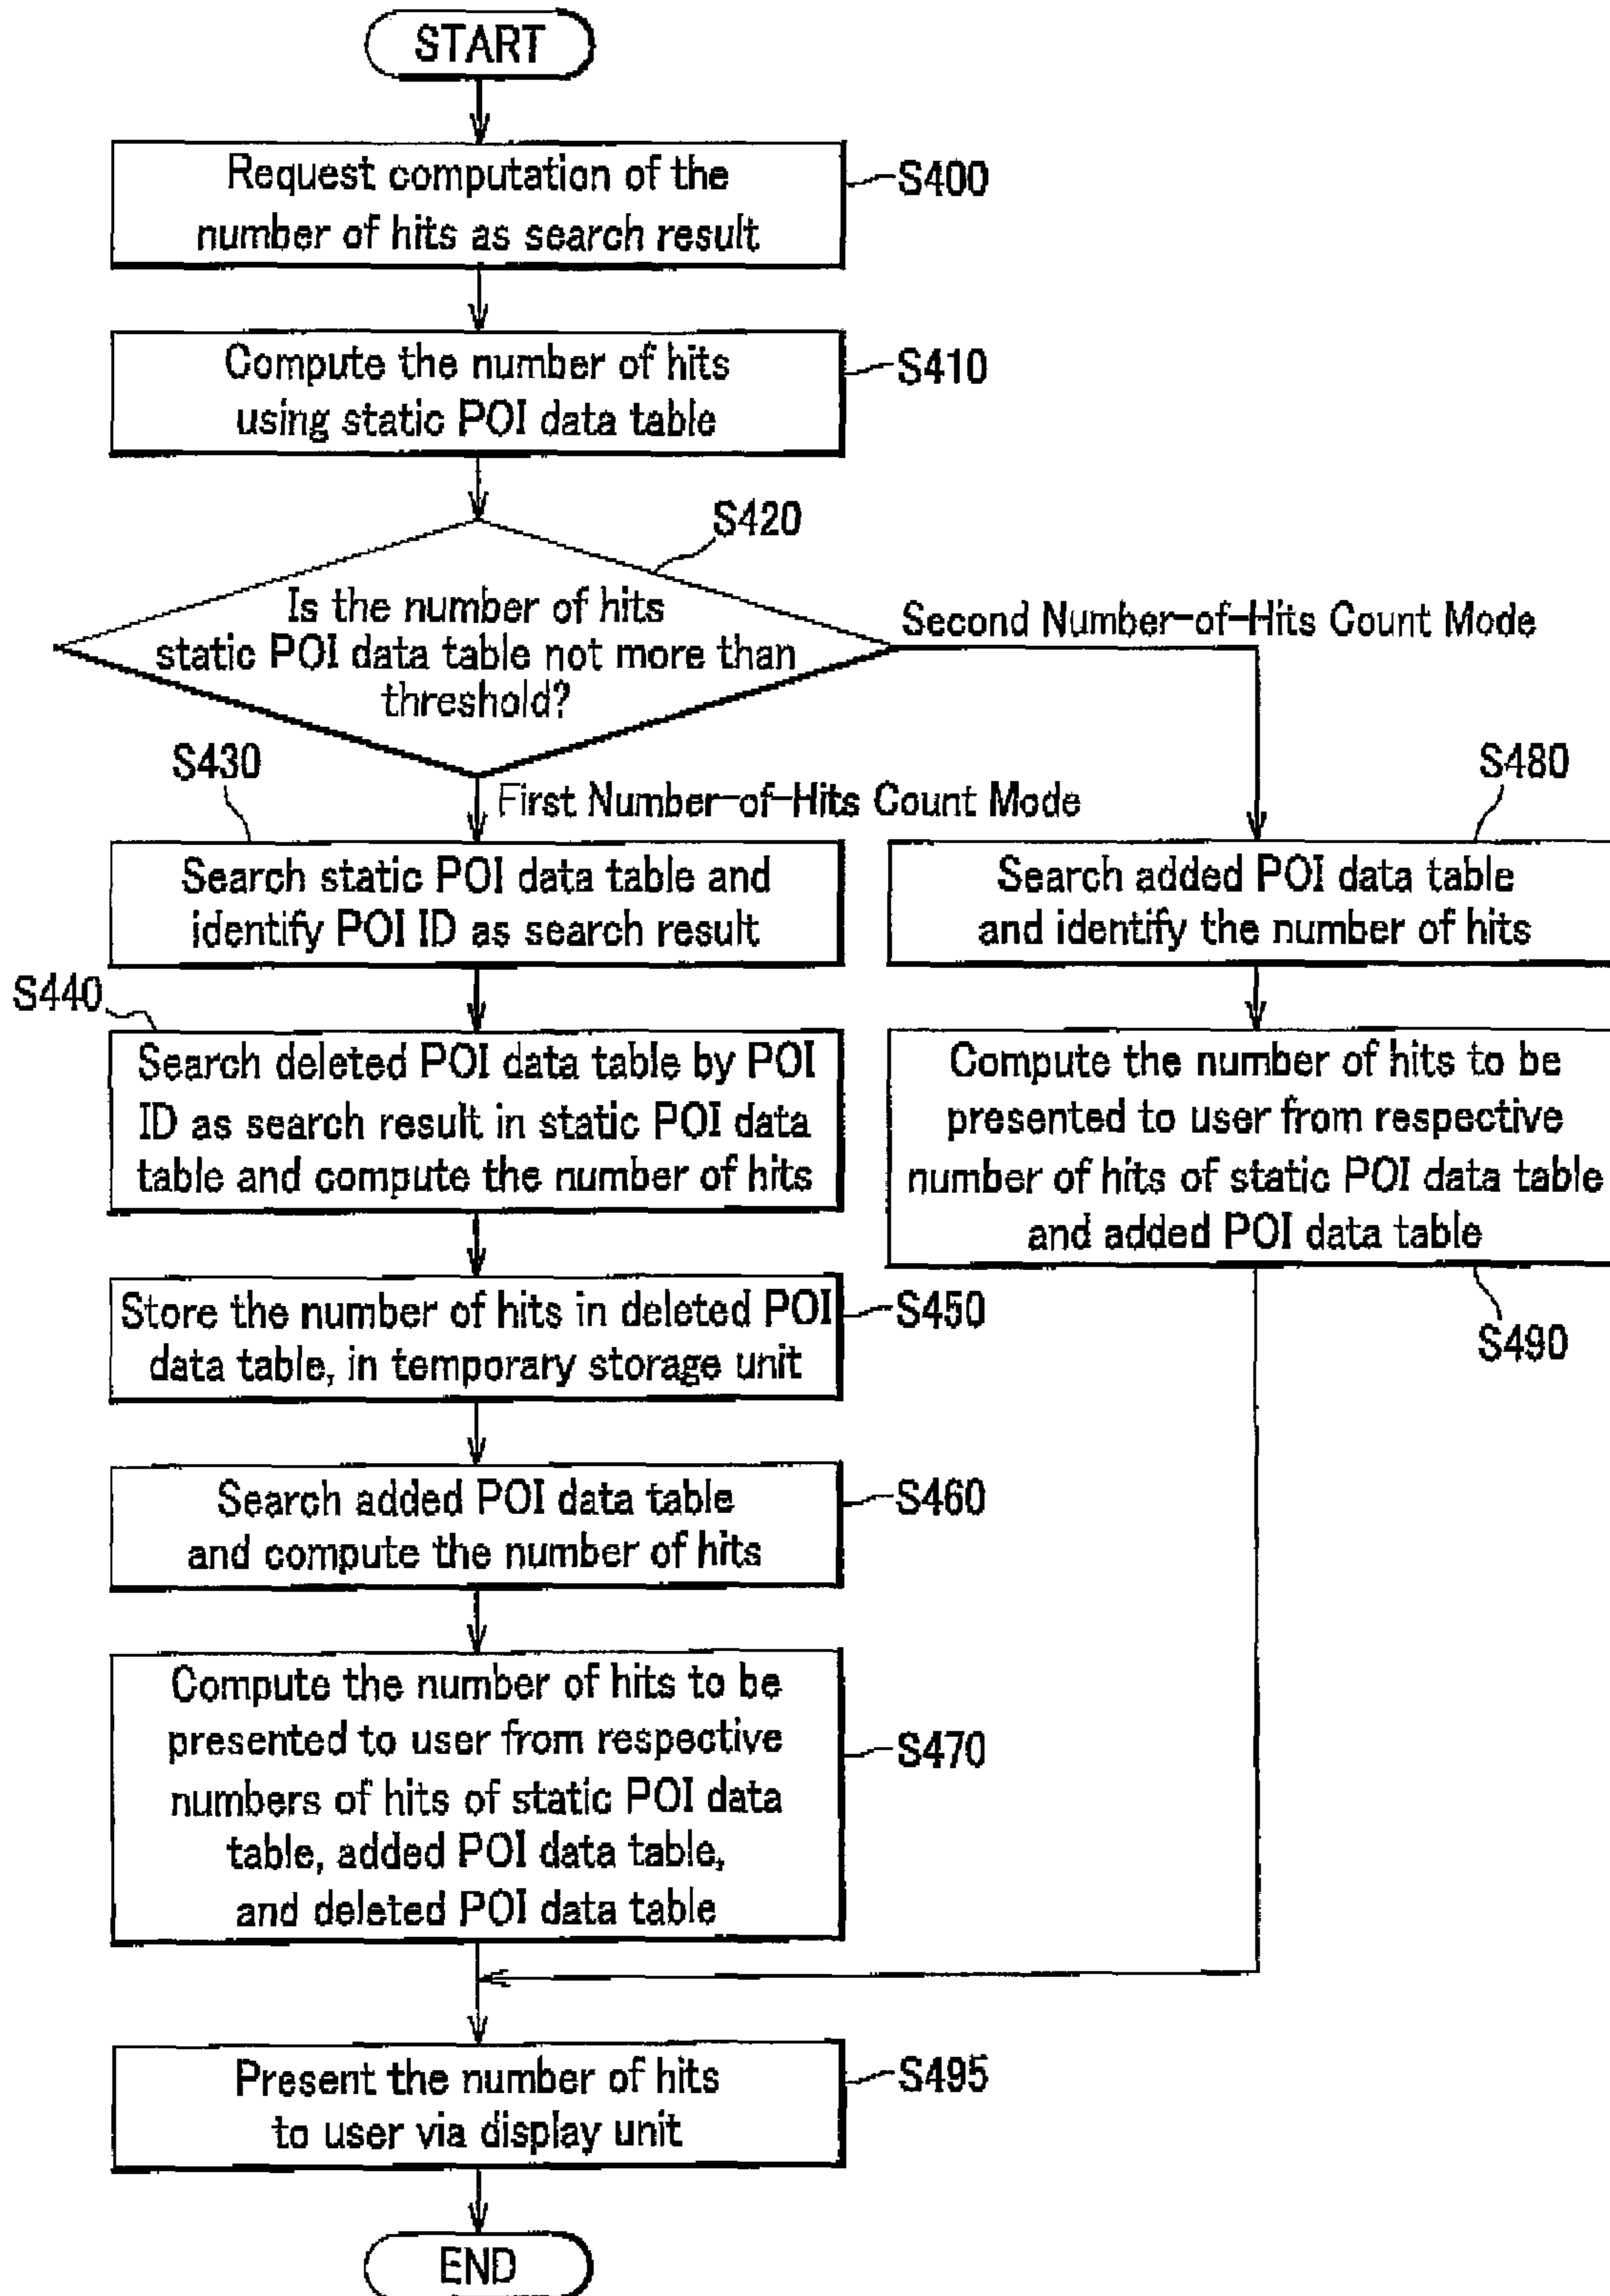 START
Request computation of the
number of hits as search result
S400
Compute the number of hits
using static POI data table
S410
S420
Is the number of hits
static POI data table not more than
threshold?
Second Number-of-Hits Count Mode
First Number-of-Hits Count Mode
S430
Search static POI data table and
identify POI ID as search result
S440
Search deleted POI data table by POI
ID as search result in static POI data
table and compute the number of hits
Store the number of hits in deleted POI
data table, in temporary storage unit
S450
Search added POI data table
and compute the number of hits
S460
Compute the number of hits to be
presented to user from respective
numbers of hits of static POI data
table, added POI data table,
and deleted POI data table
S470
S480
Search added POI data table
and identify the number of hits
Compute the number of hits to be
presented to user from respective
number of hits of static POI data table
and added POI data table
S490
Present the number of hits
to user via display unit
S495
END